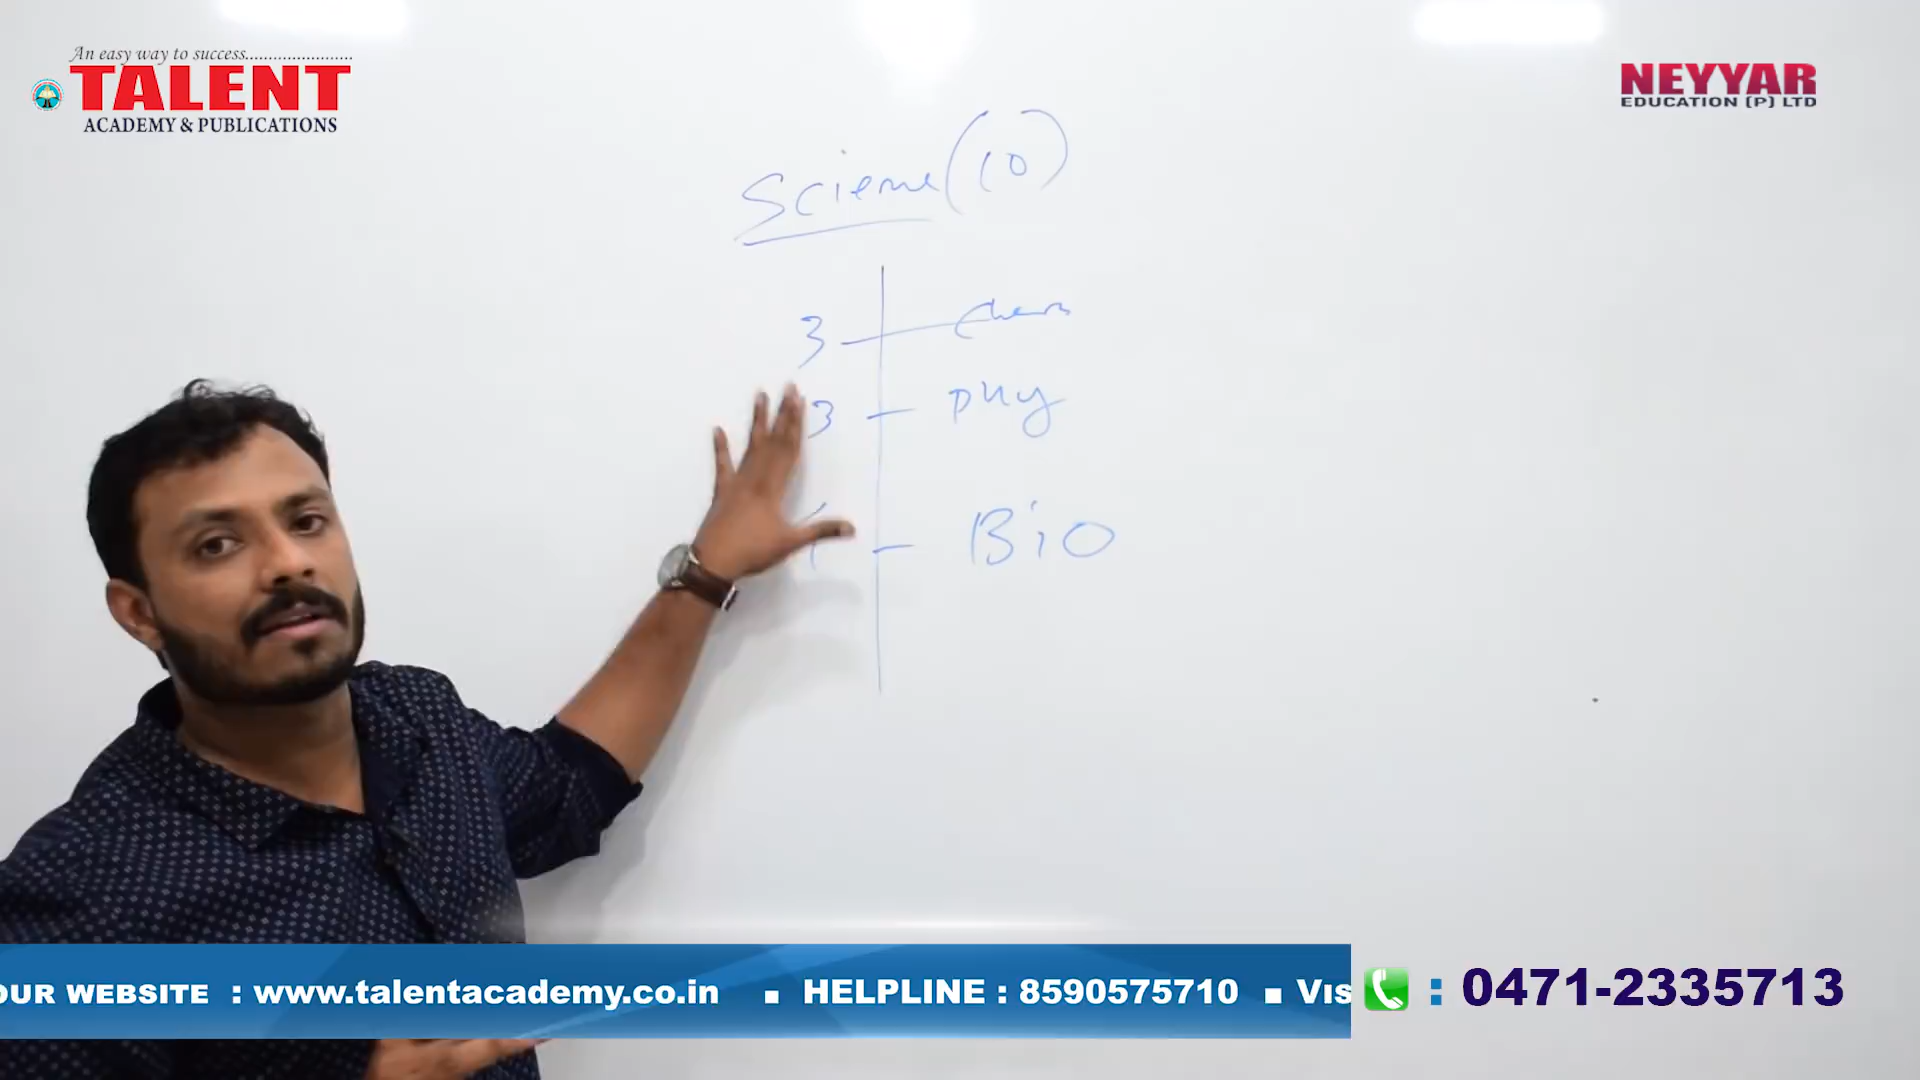 An easy way to success....................
TALENT
ACADEMY & PUBLICATIONS
NEYYAR
EDUCATION (P) LTD
Science (10)
3 — chem
3 — phy
— Bio
OUR WEBSITE : www.talentacademy.co.in ▪ HELPLINE : 8590575710 ▪ VIS
: 0471-2335713